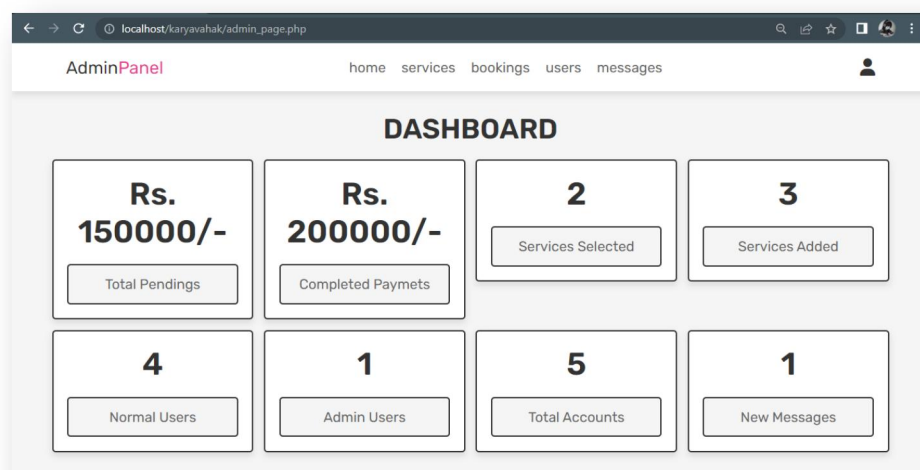 localhost/karyavahak/admin_page.php
AdminPanel home services bookings users messages
DASHBOARD
Rs.
150000/-
Total Pendings
Rs.
200000/-
Completed Paymets
2
Services Selected
3
Services Added
4
Normal Users
1
Admin Users
5
Total Accounts
1
New Messages